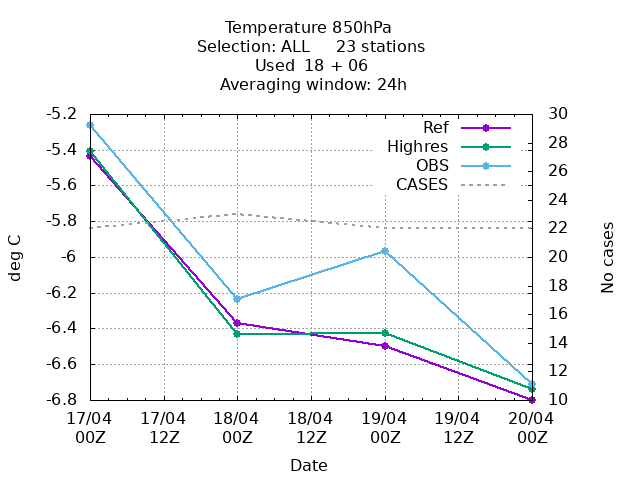 Temperature 850hPa
Selection: ALL     23 stations
Used  18 + 06
Averaging window: 24h
-5.2
-5.4
-5.6
-5.8
-6
-6.2
-6.4
-6.6
-6.8
deg C
Ref
Highres
OBS
CASES
30
28
26
24
22
20
18
16
14
12
10
No cases
17/04 17/04 18/04 18/04 19/04 19/04 20/04
00Z 12Z 00Z 12Z 00Z 12Z 00Z
Date